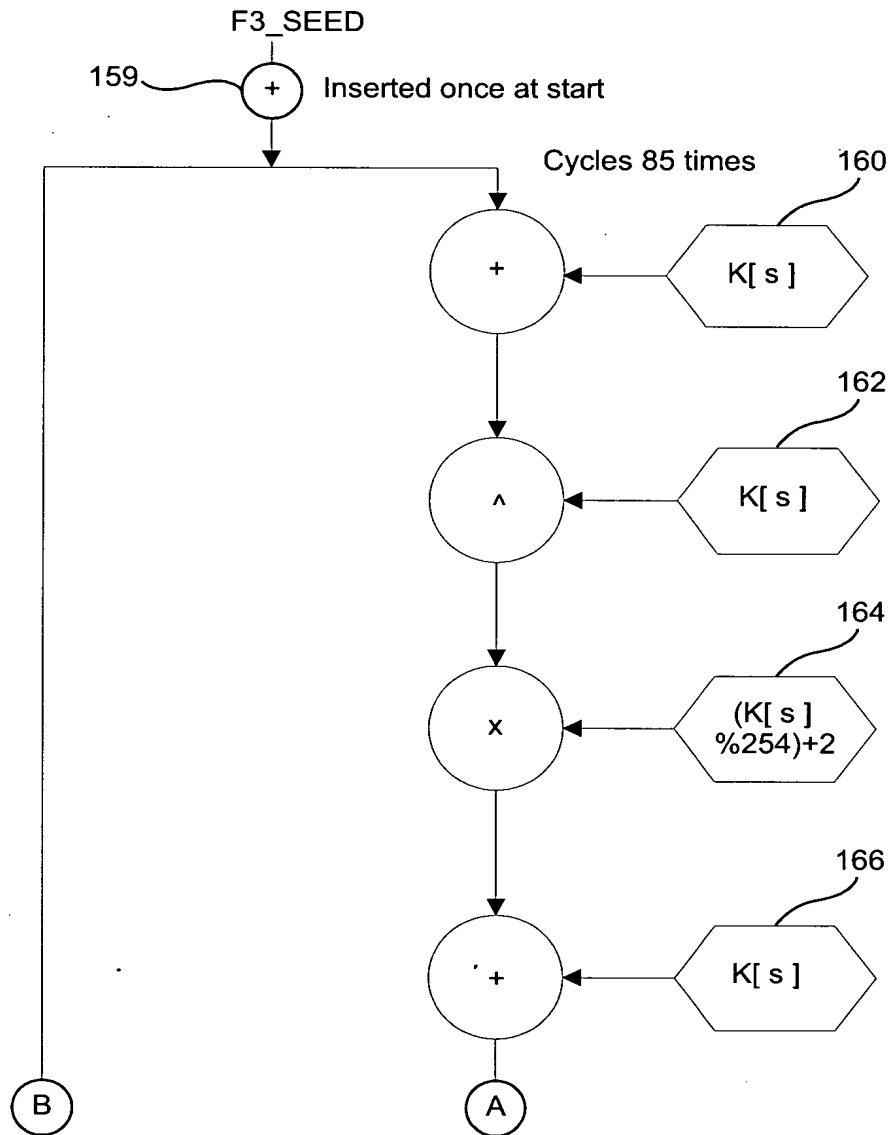 F3_SEED
159
+
Inserted once at start
Cycles 85 times
160
+
K[ s ]
162
^
K[ s ]
164
x
(K[ s ]
%254)+2
166
+
K[ s ]
B
A